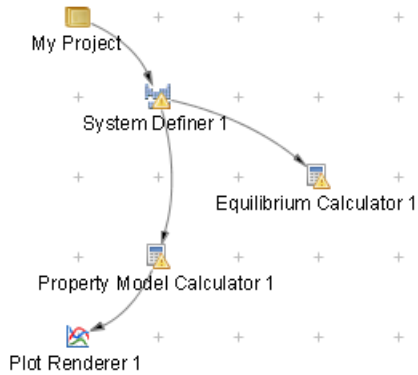 My Project
System Definer 1
Equilibrium Calculator 1
Property Model Calculator 1
Plot Renderer 1